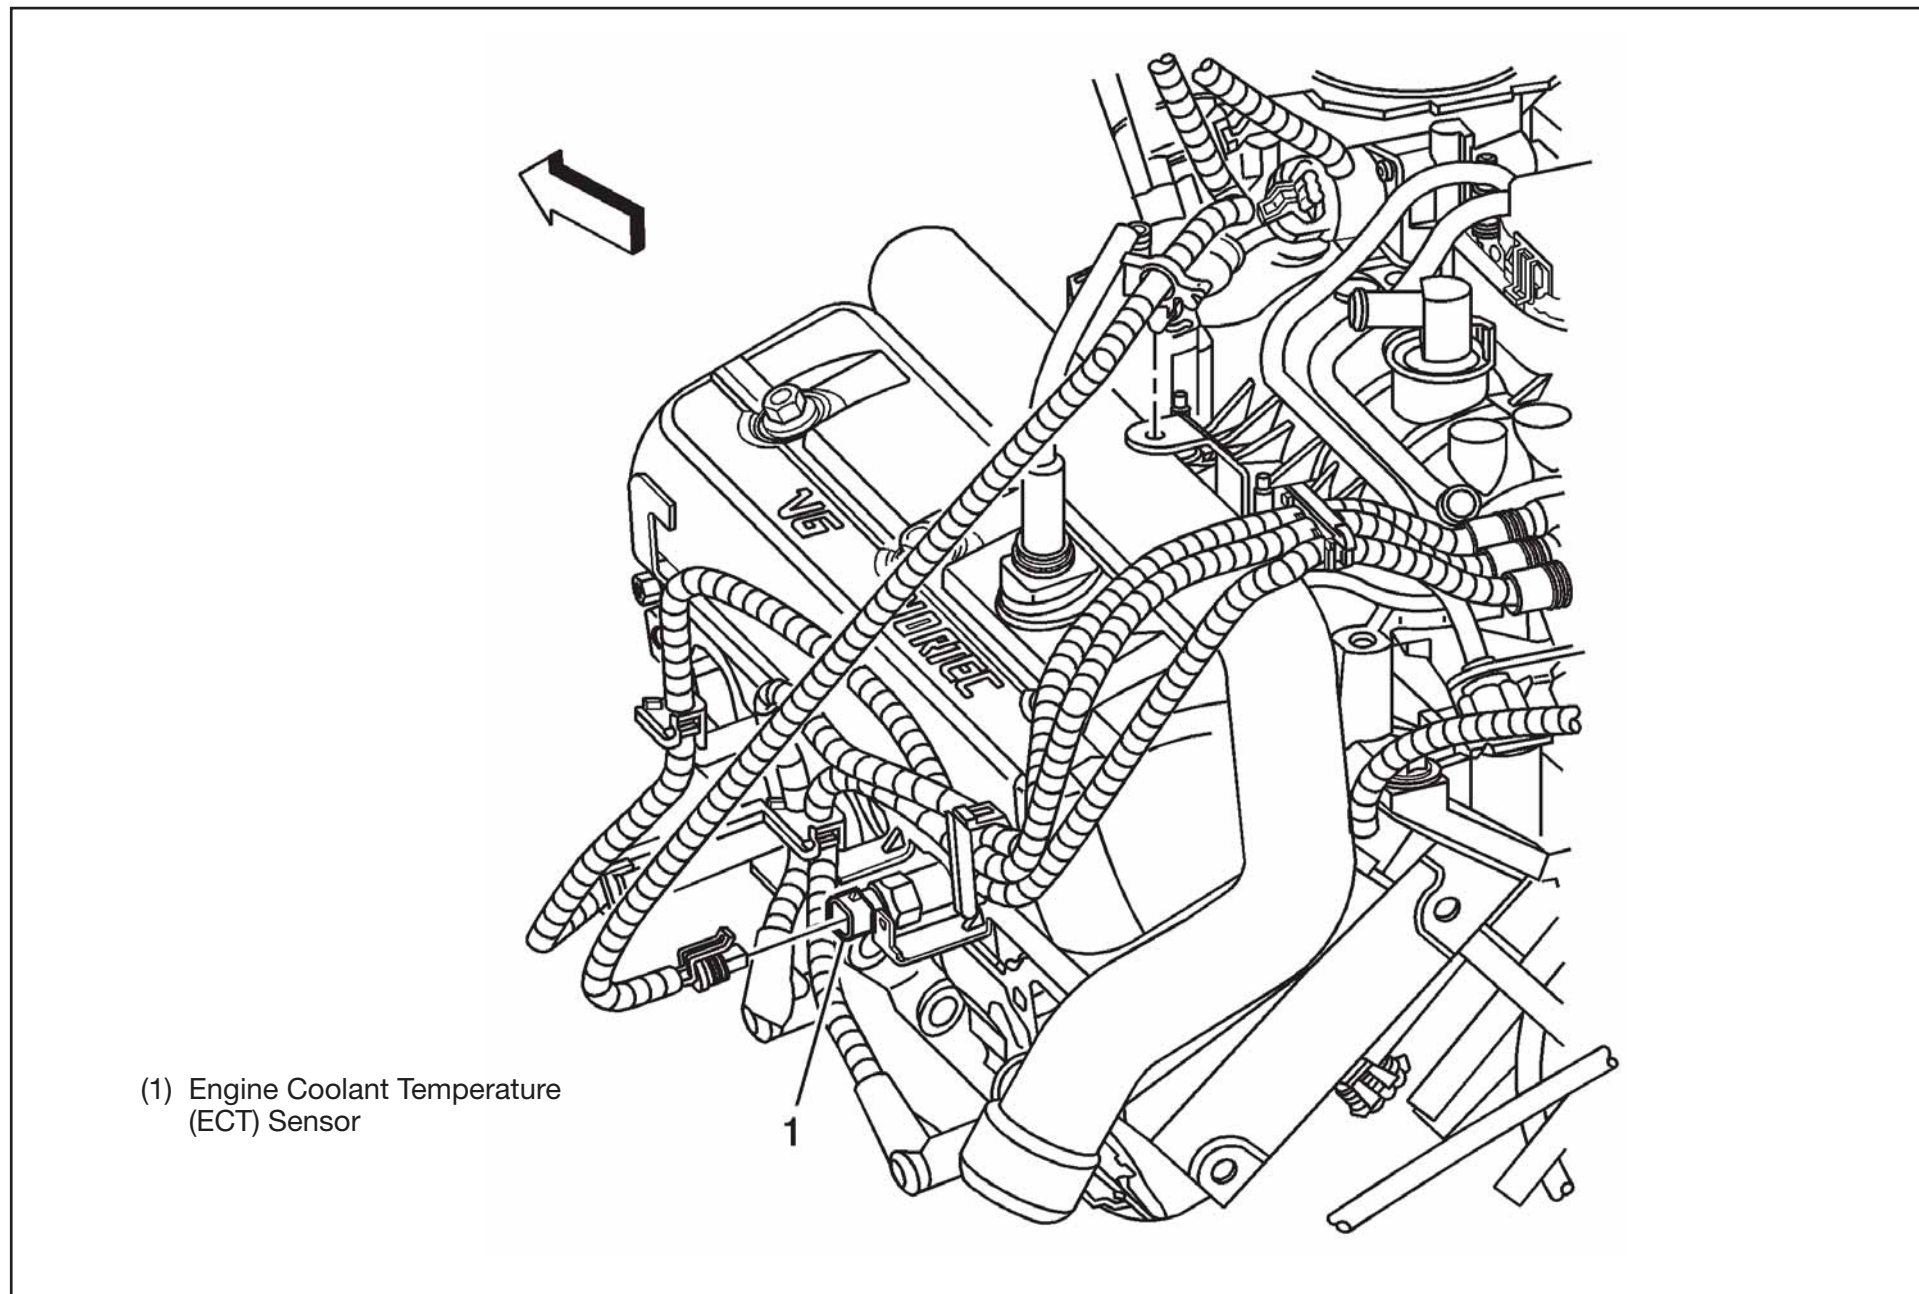 V6
VORTEC
(1) Engine Coolant Temperature
(ECT) Sensor
1